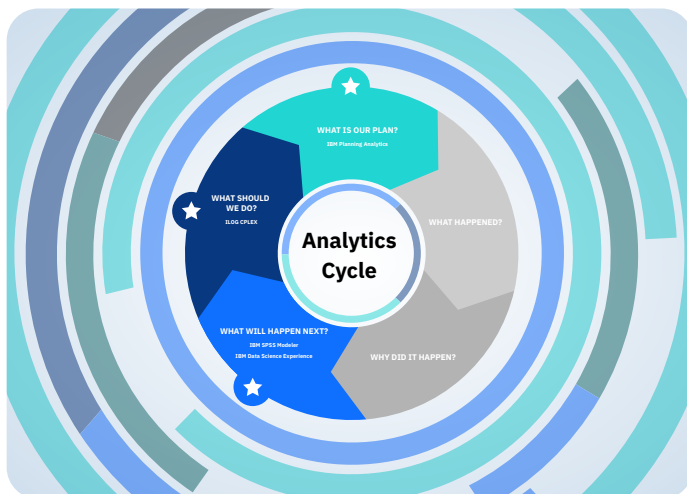 WHAT IS OUR PLAN?
IBM Planning Analytics
WHAT SHOULD
WE DO?
ILOG CPLEX
WHAT HAPPENED?
Analytics
Cycle
WHAT WILL HAPPEN NEXT?
IBM SPSS Modeler
IBM Data Science Experience
WHY DID IT HAPPEN?